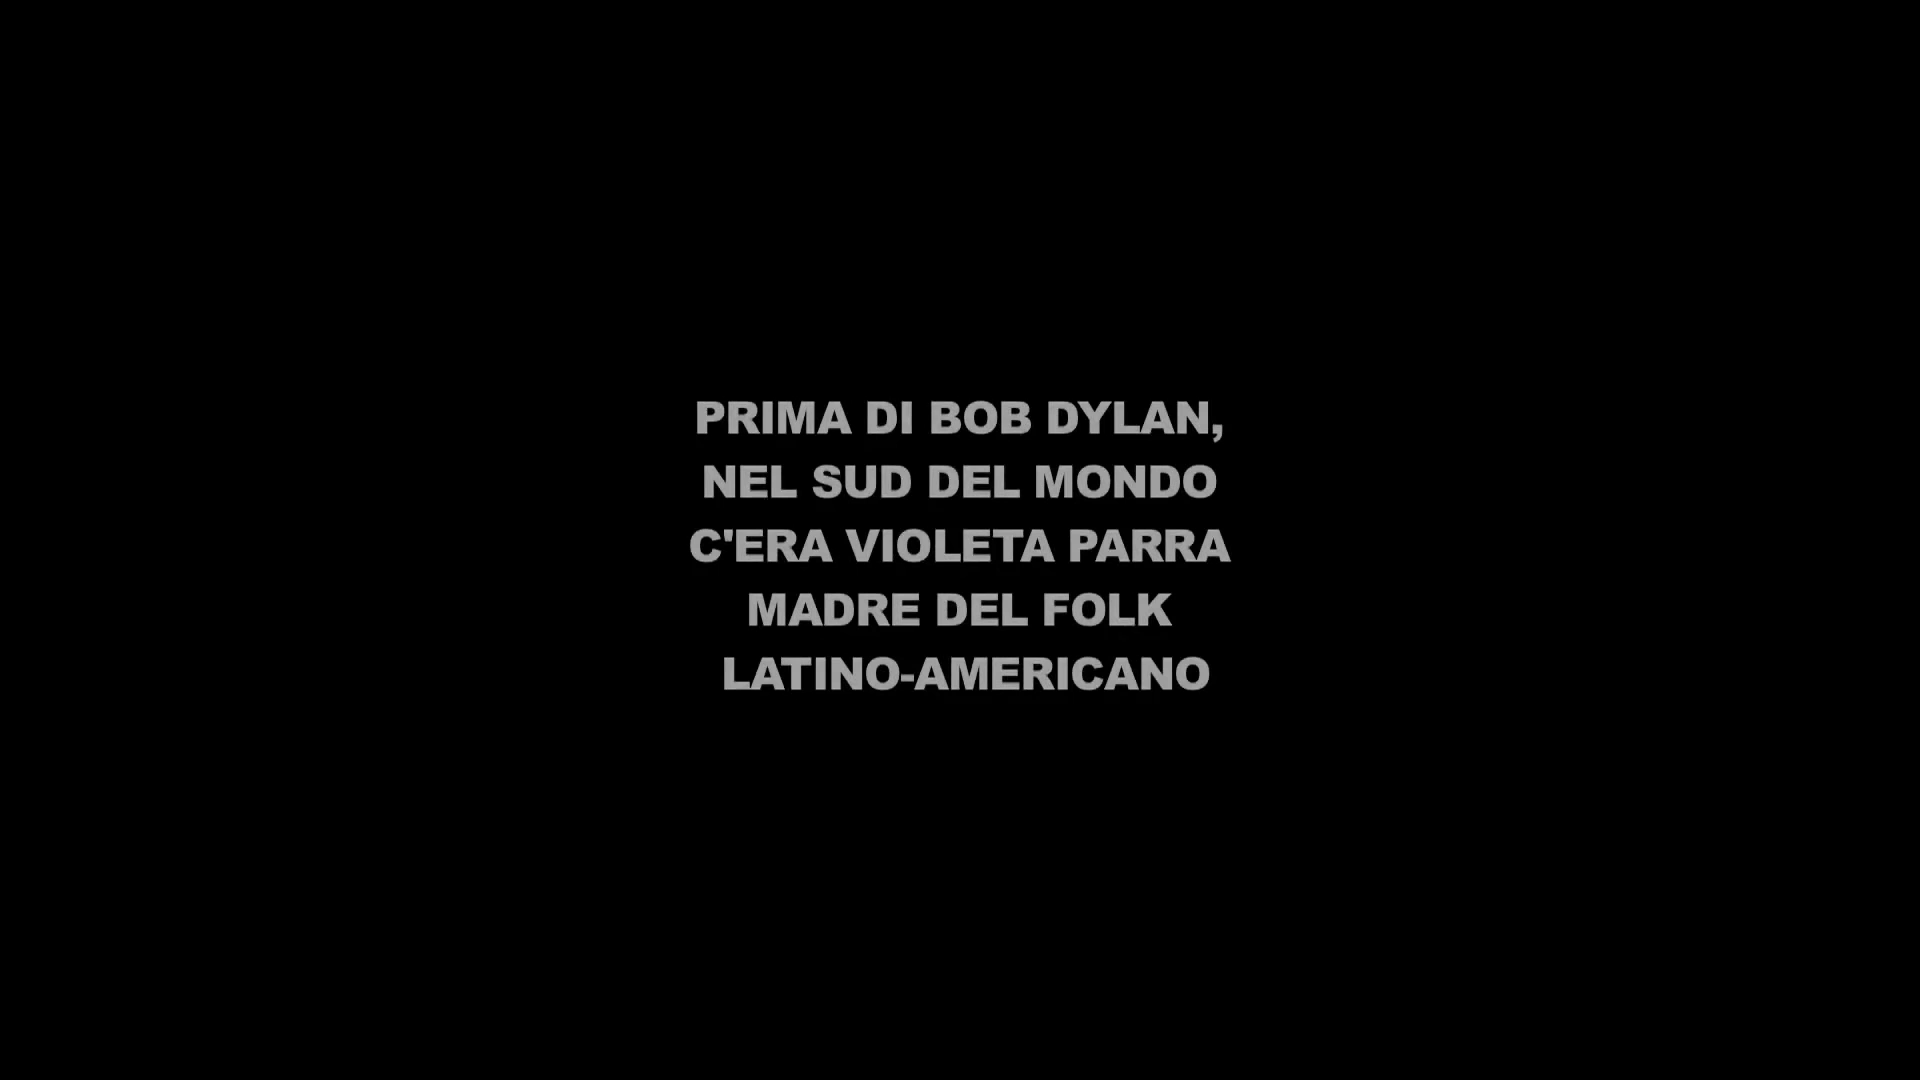 PRIMA DI BOB DYLAN,
NEL SUD DEL MONDO
C'ERA VIOLETA PARRA
MADRE DEL FOLK
LATINO-AMERICANO